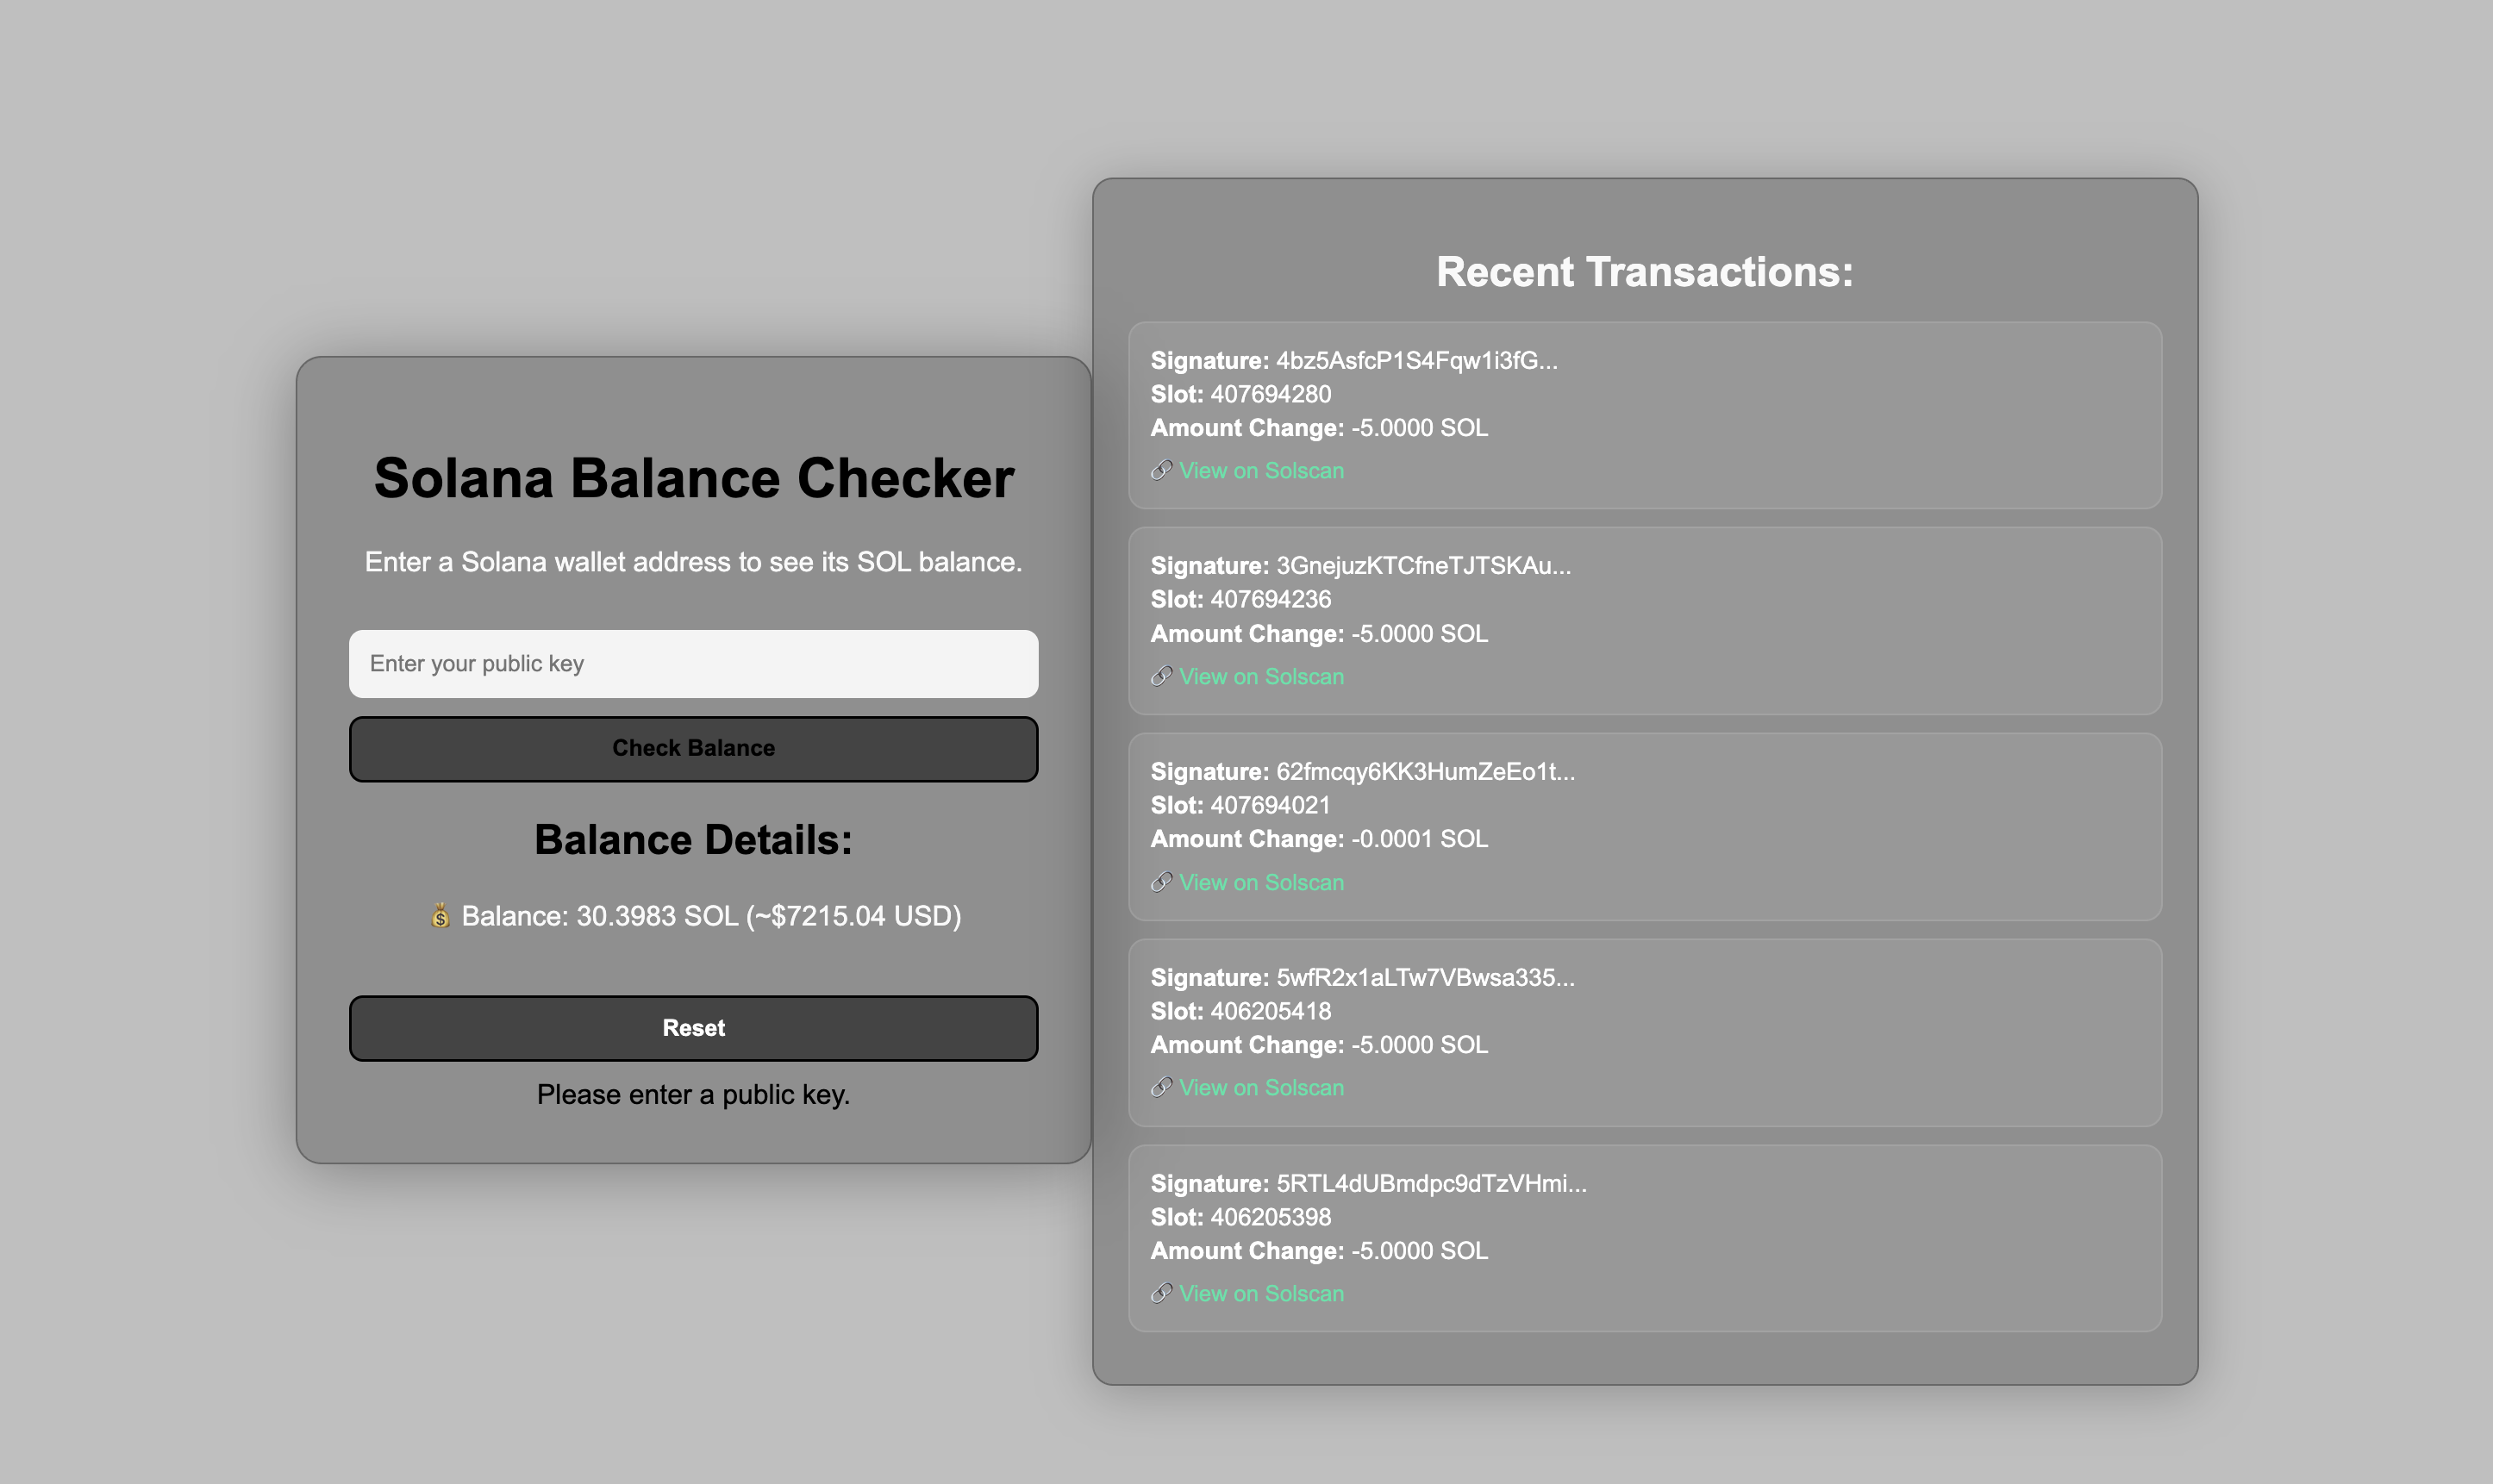 Solana Balance Checker
Enter a Solana wallet address to see its SOL balance.
Enter your public key
Check Balance
Balance Details:
💰 Balance: 30.3983 SOL (~$7215.04 USD)
Reset
Please enter a public key.
Recent Transactions:
Signature: 4bz5AsfcP1S4Fqw1i3fG...
Slot: 407694280
Amount Change: -5.0000 SOL
🔗 View on Solscan
Signature: 3GnejuzKTCfneTJTSKAu...
Slot: 407694236
Amount Change: -5.0000 SOL
🔗 View on Solscan
Signature: 62fmcqy6KK3HumZeEo1t...
Slot: 407694021
Amount Change: -0.0001 SOL
🔗 View on Solscan
Signature: 5wfR2x1aLTw7VBwsa335...
Slot: 406205418
Amount Change: -5.0000 SOL
🔗 View on Solscan
Signature: 5RTL4dUBmdpc9dTzVHmi...
Slot: 406205398
Amount Change: -5.0000 SOL
🔗 View on Solscan